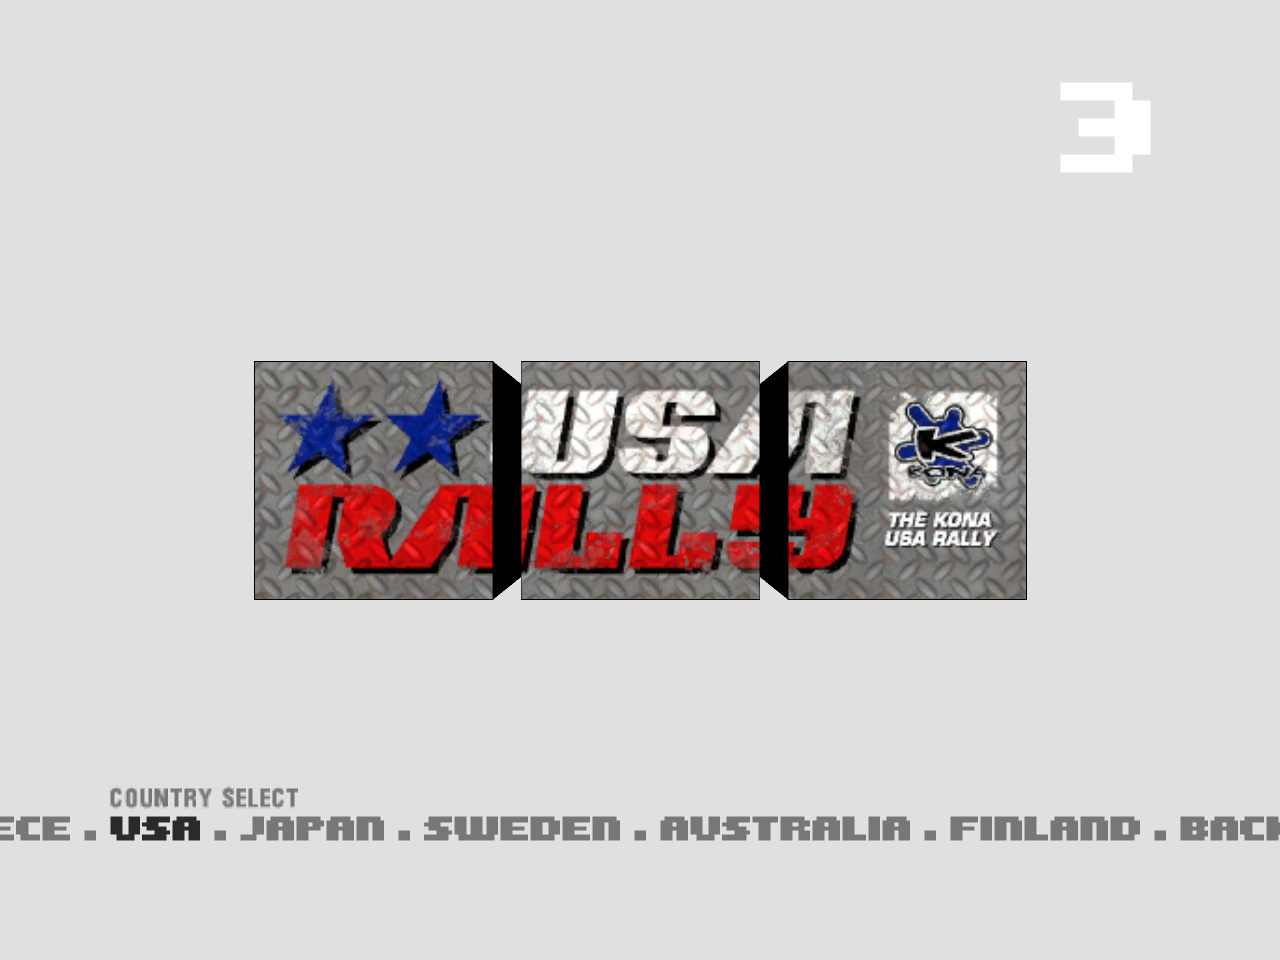 3
USA
RALLY
K
KONA
THE KONA
USA RALLY
COUNTRY SELECT
ECE . USA . JAPAN . SWEDEN . AUSTRALIA . FINLAND . BACK